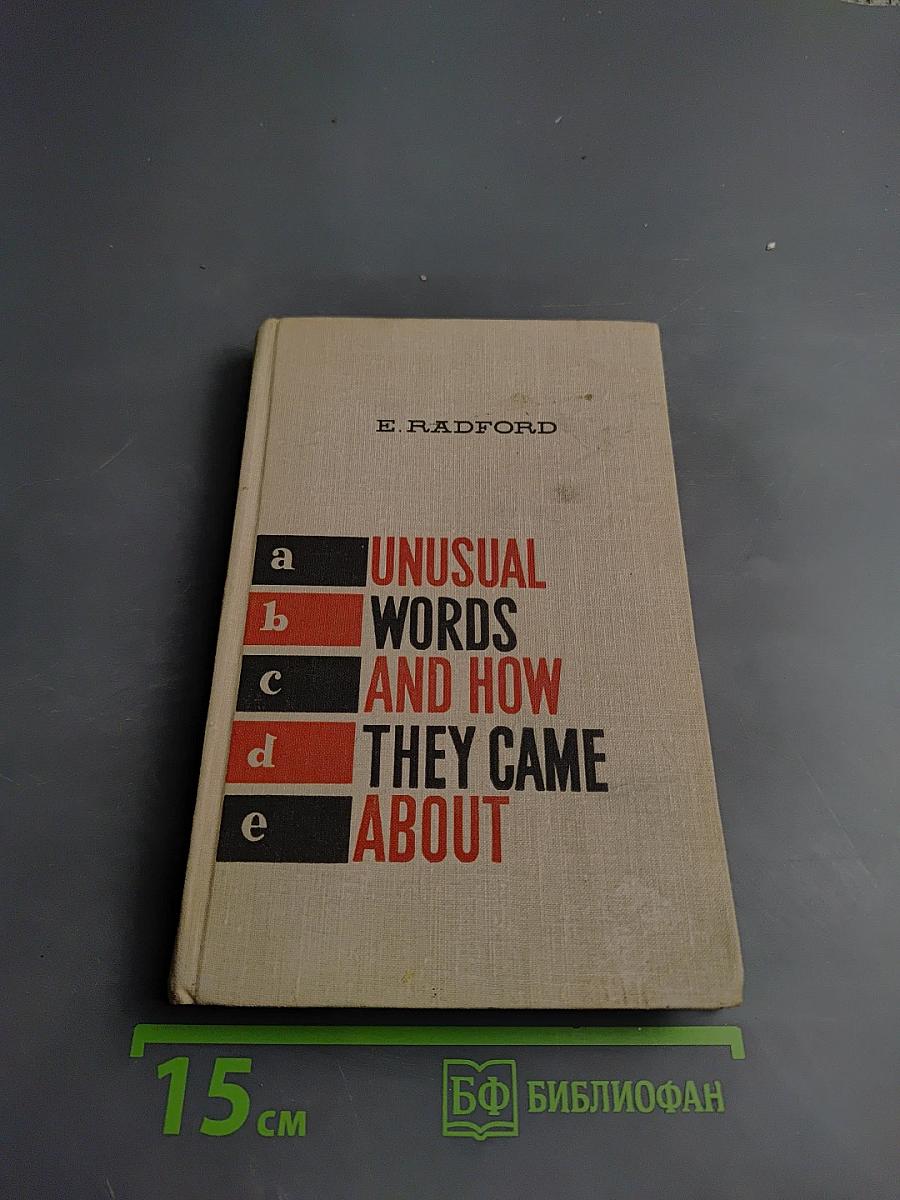 E. RADFORD
a UNUSUAL
b WORDS
c AND HOW
d THEY CAME
e ABOUT
15 см БФ БИБЛИОФАН